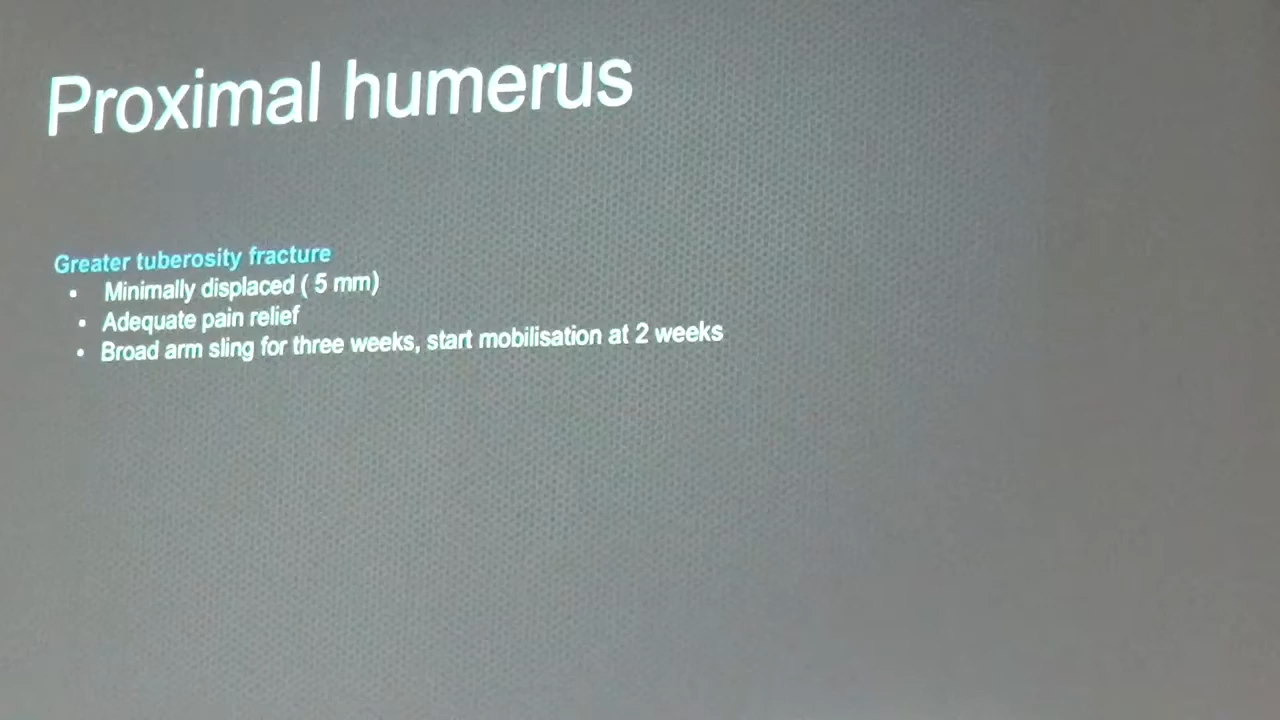 Proximal humerus
Greater tuberosity fracture
• Minimally displaced ( 5 mm)
• Adequate pain relief
• Broad arm sling for three weeks, start mobilisation at 2 weeks